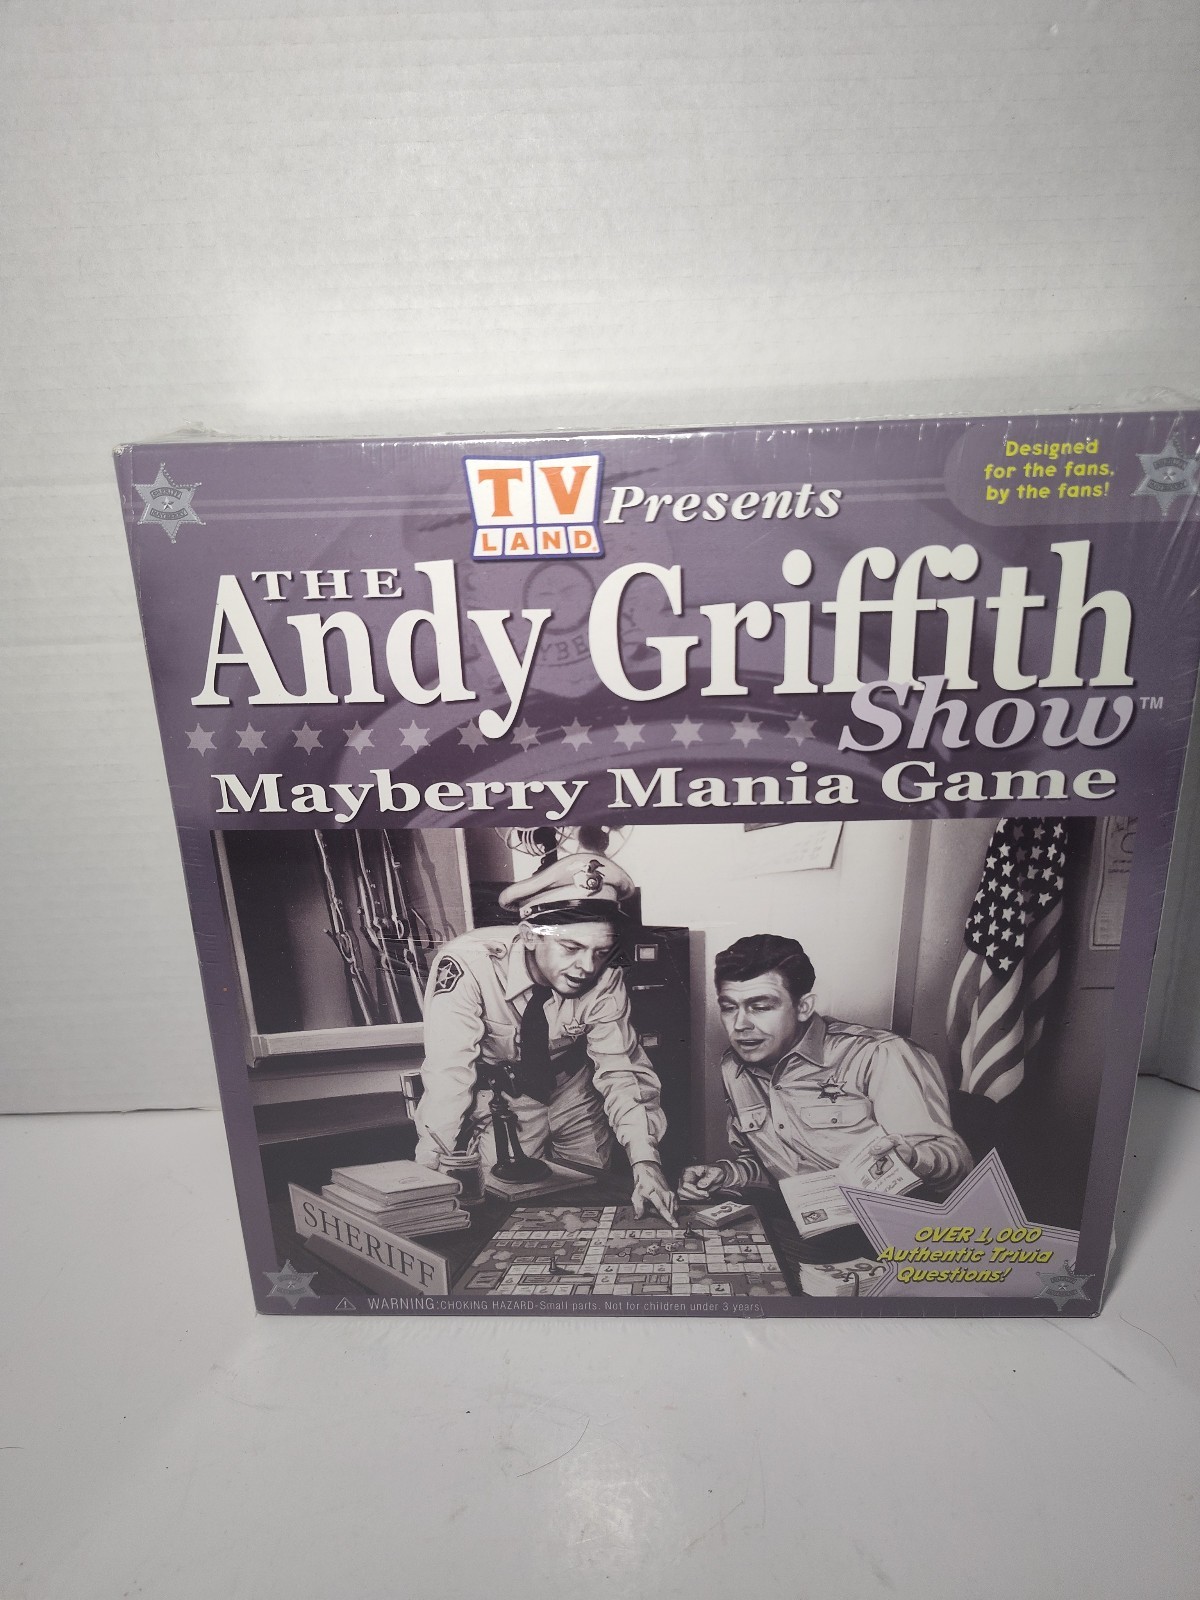 TV LAND Presents
Designed
for the fans,
by the fans!
THE
Andy Griffith
Show™
Mayberry Mania Game
SHERIFF
OVER 1,000
Authentic Trivia
Questions!
WARNING:CHOKING HAZARD-Small parts. Not for children under 3 years.